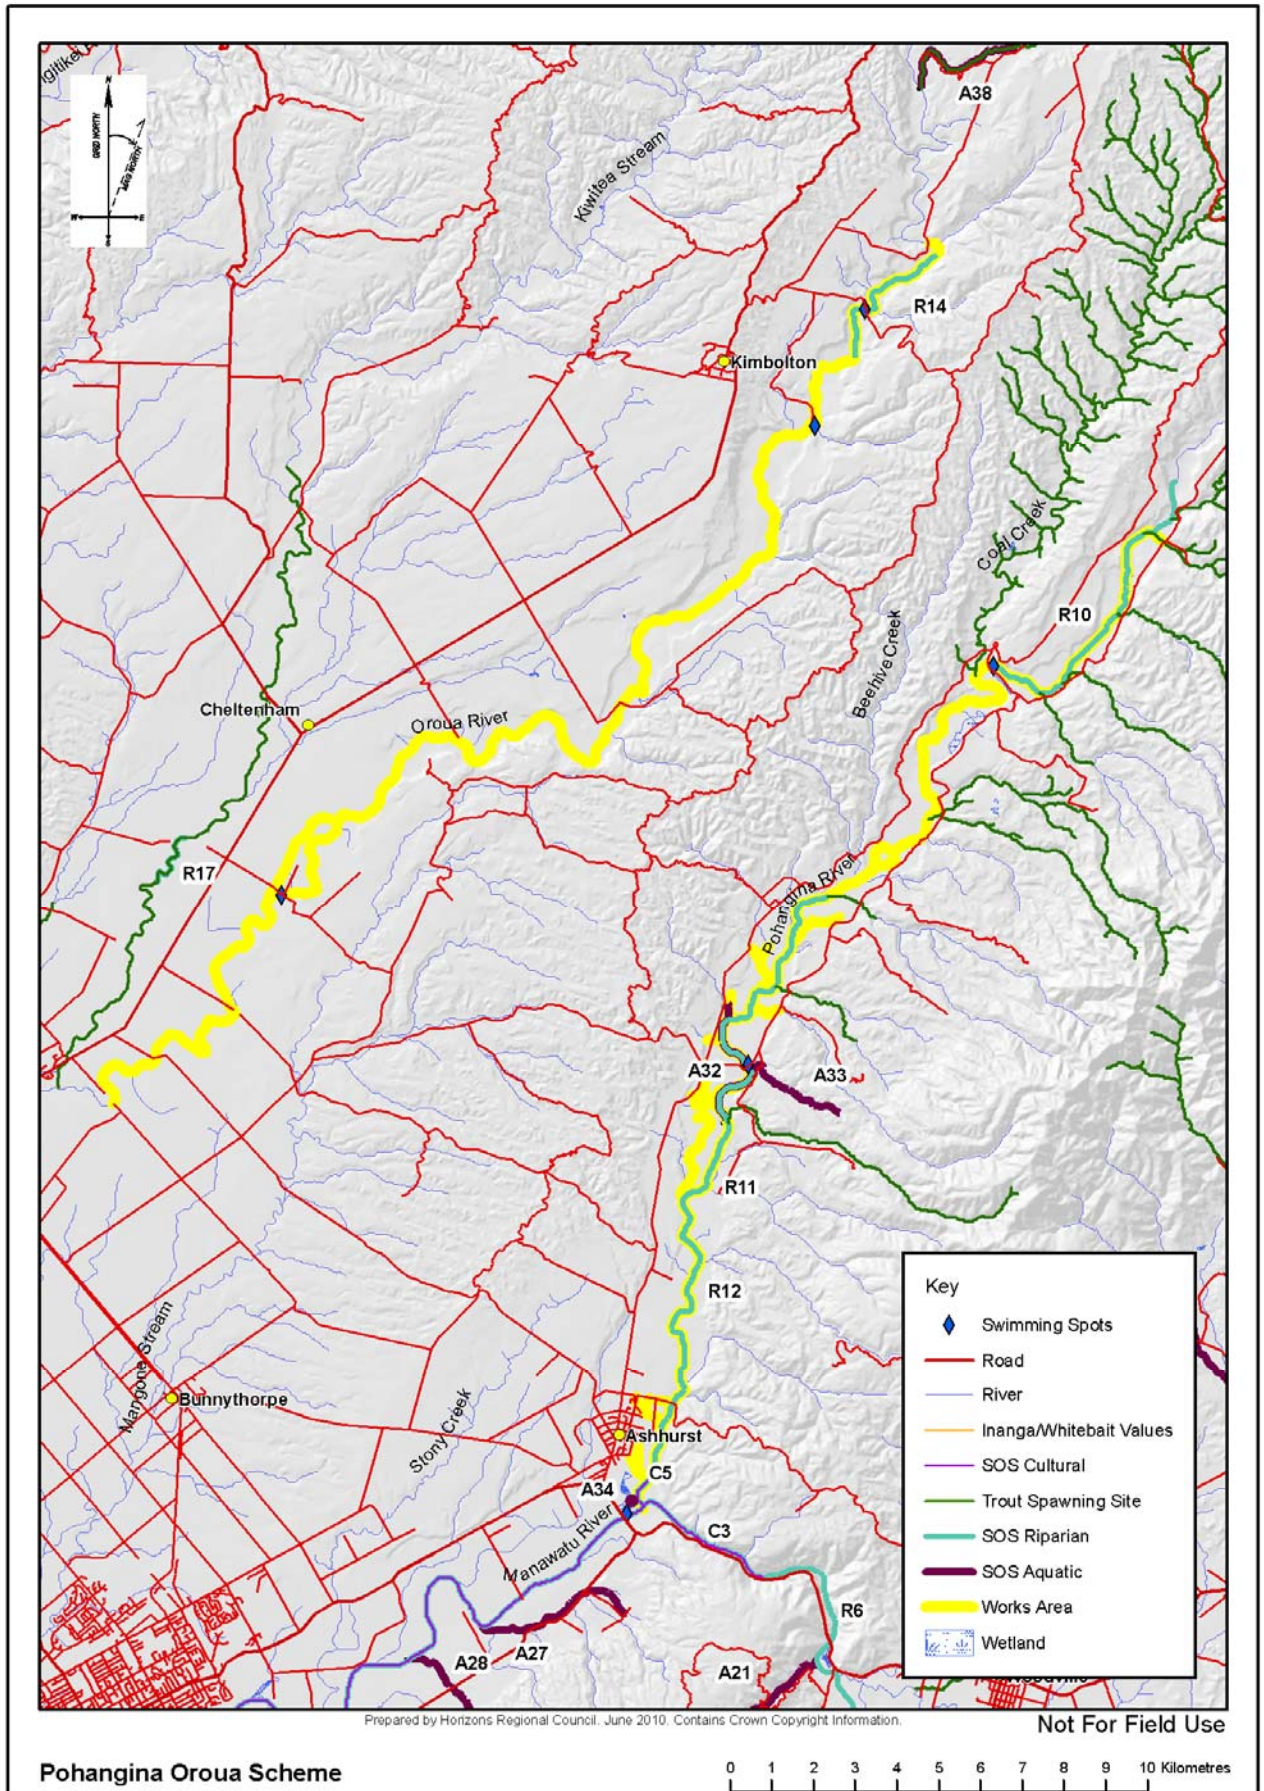 GRID NORTH
MAG NORTH
N
W
E
A38
Kiwitea Stream
R14
Kimbolton
Coal Creek
R10
Beehive Creek
Cheltenham
Oroua River
R17
Pohangina River
A32
A33
R11
R12
Mangone Stream
Bunnythorpe
Stony Creek
Ashhurst
C5
A34
C3
Manawatu River
R6
A28
A27
A21
Key
Swimming Spots
Road
River
Inanga/Whitebait Values
SOS Cultural
Trout Spawning Site
SOS Riparian
SOS Aquatic
Works Area
Wetland
Prepared by Horizons Regional Council. June 2010. Contains Crown Copyright Information.
Not For Field Use
Pohangina Oroua Scheme
0 1 2 3 4 5 6 7 8 9 10 Kilometres